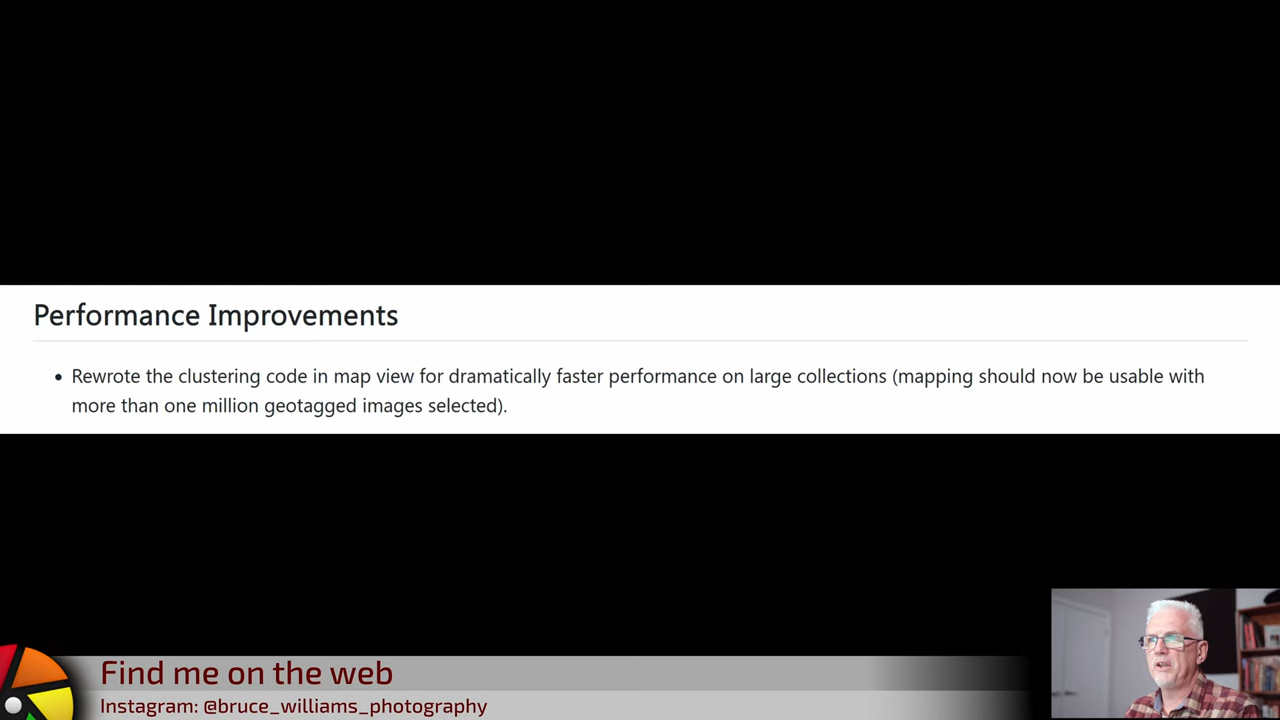 Performance Improvements
• Rewrote the clustering code in map view for dramatically faster performance on large collections (mapping should now be usable with
more than one million geotagged images selected).
Find me on the web
Instagram: @bruce_williams_photography